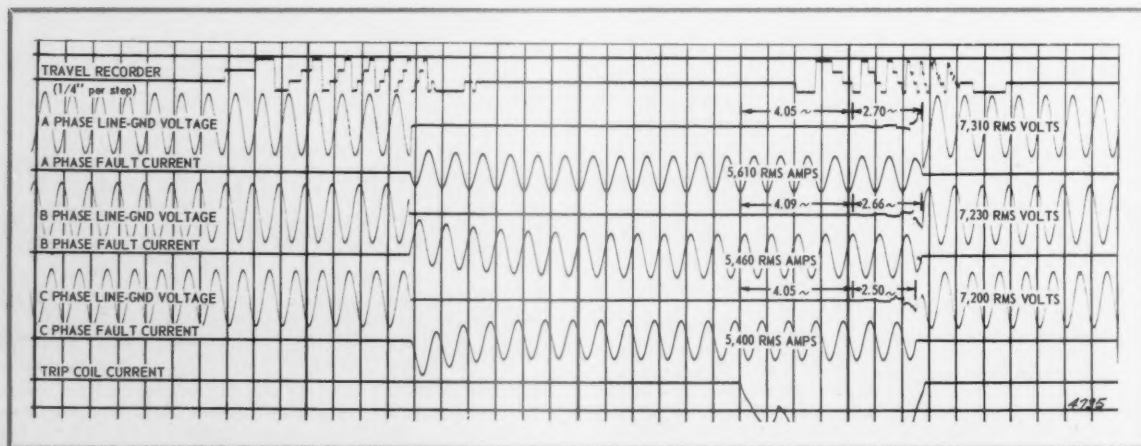 TRAVEL RECORDER
(1/4" per step)
4.05~ 2.70~
A PHASE LINE-GND VOLTAGE 7,310 RMS VOLTS
A PHASE FAULT CURRENT
5,610 RMS AMPS
4.09~ 2.66~
B PHASE LINE-GND VOLTAGE 7,230 RMS VOLTS
B PHASE FAULT CURRENT
5,460 RMS AMPS
4.05~ 2.50~
C PHASE LINE-GND VOLTAGE 7,200 RMS VOLTS
C PHASE FAULT CURRENT 5,400 RMS AMPS
TRIP COIL CURRENT
4795